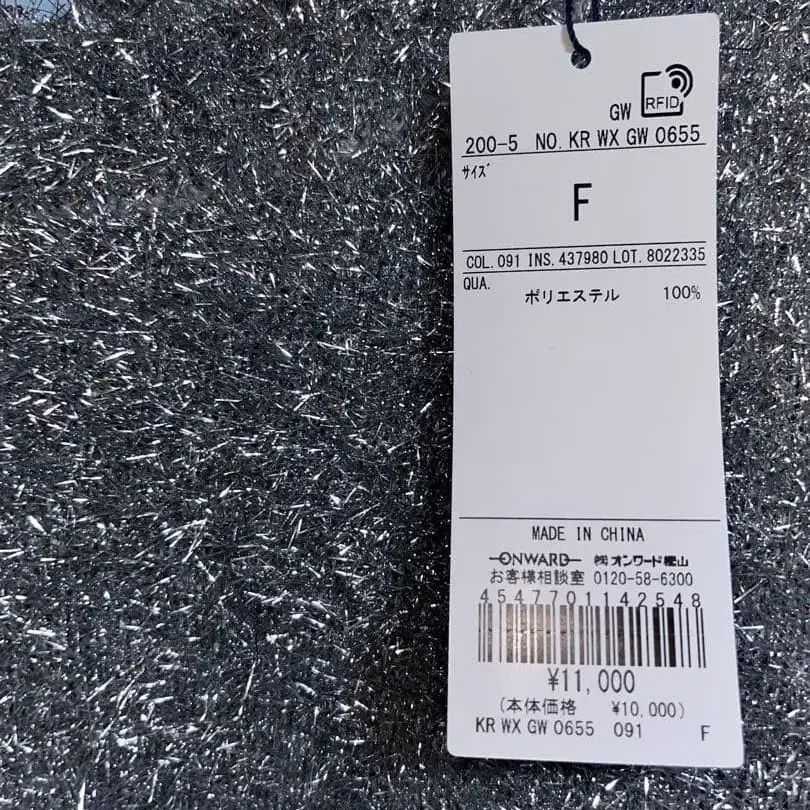 GW RFID
200-5 NO. KR WX GW 0655
サイズ
F
COL. 091 INS. 437980 LOT. 8022335
QUA.
ポリエステル 100%
MADE IN CHINA
ONWARD ㈱オンワード樫山
お客様相談室 0120-58-6300
4547701142548
¥11,000
(本体価格 ¥10,000)
KR WX GW 0655 091 F